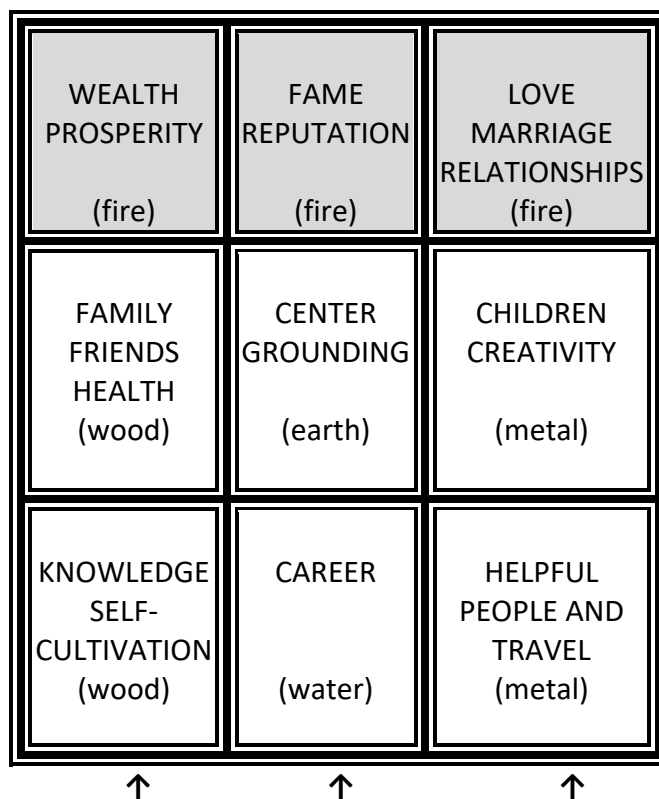 WEALTH
PROSPERITY
(fire)
FAME
REPUTATION
(fire)
LOVE
MARRIAGE
RELATIONSHIPS
(fire)
FAMILY
FRIENDS
HEALTH
(wood)
CENTER
GROUNDING
(earth)
CHILDREN
CREATIVITY
(metal)
KNOWLEDGE
SELF-
CULTIVATION
(wood)
CAREER
(water)
HELPFUL
PEOPLE AND
TRAVEL
(metal)
↑ ↑ ↑